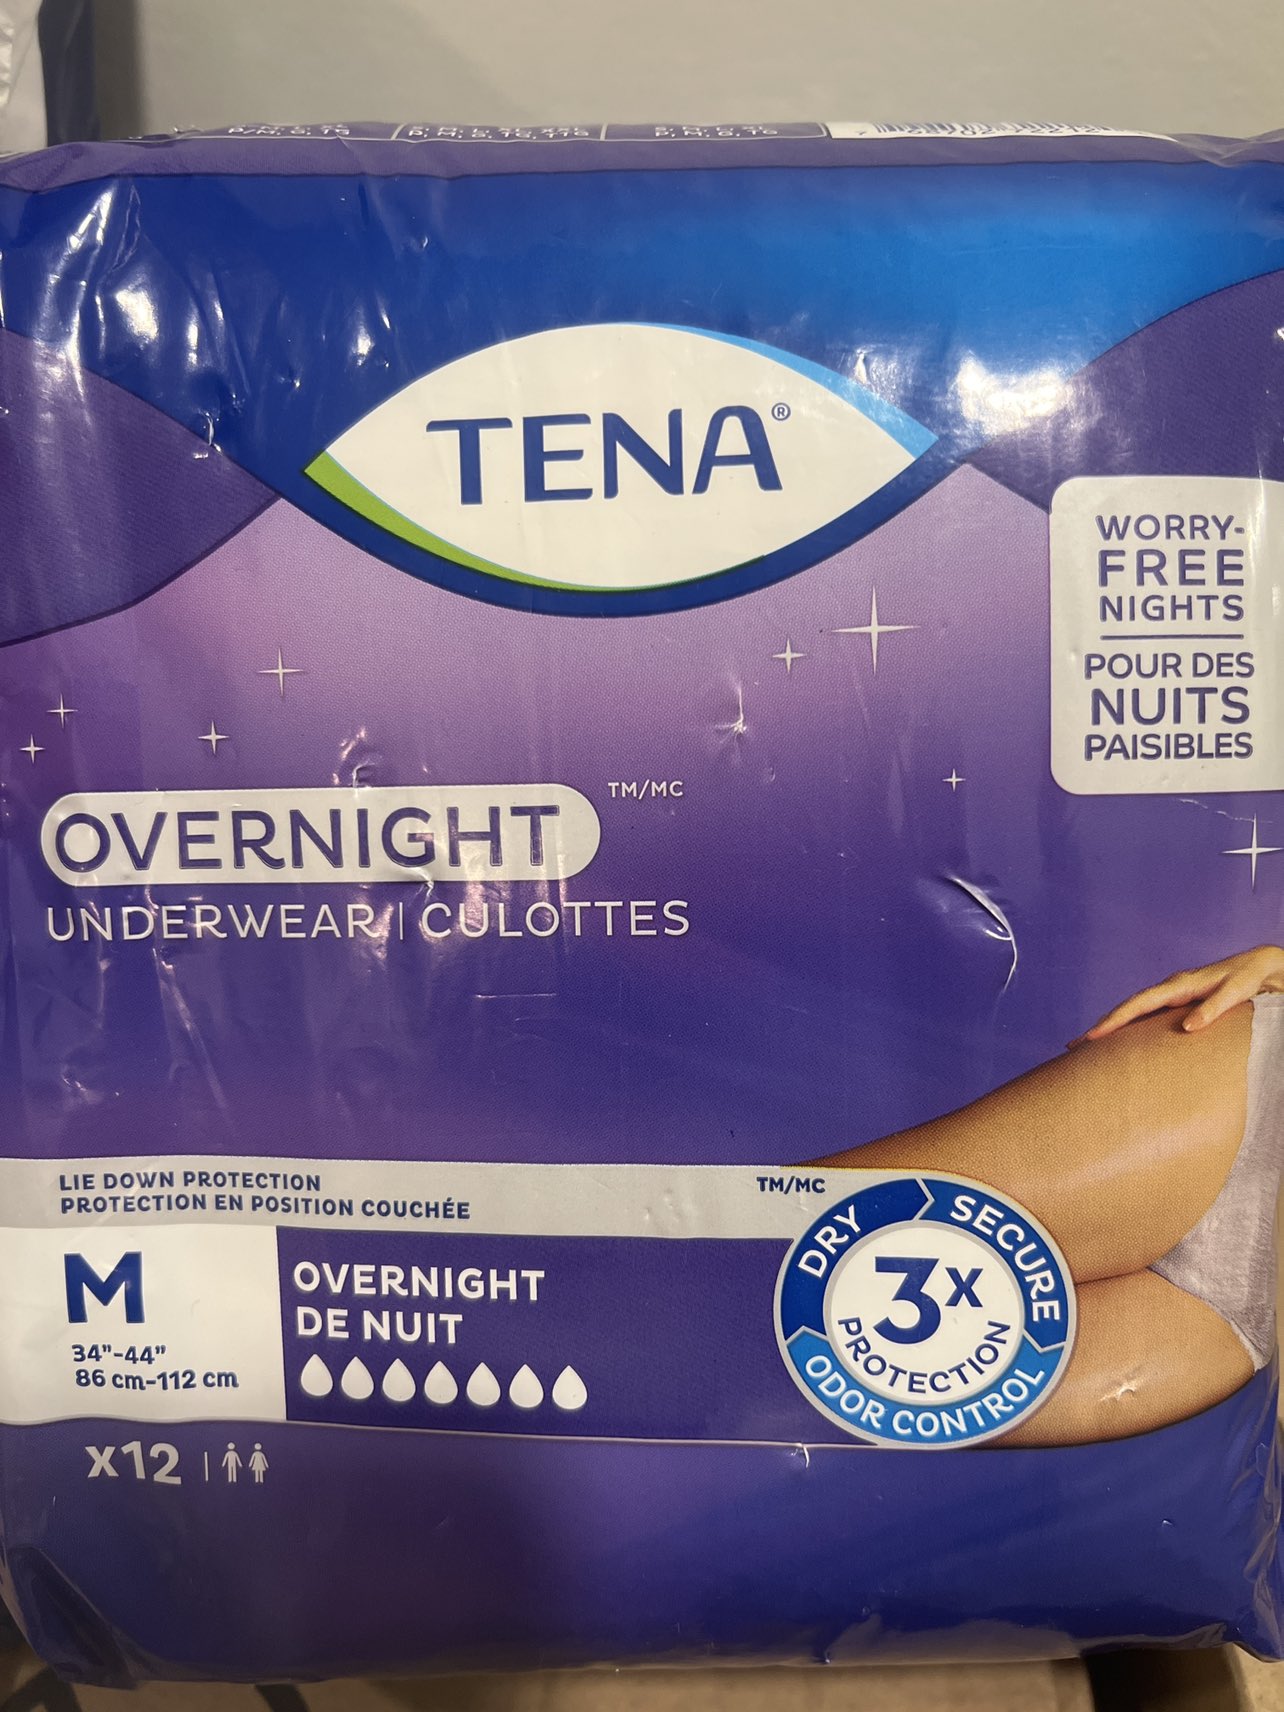 TENA®
WORRY-
FREE
NIGHTS
POUR DES
NUITS
PAISIBLES
OVERNIGHT TM/MC
UNDERWEAR | CULOTTES
LIE DOWN PROTECTION
PROTECTION EN POSITION COUCHÉE
M
34"-44"
86 cm-112 cm
OVERNIGHT
DE NUIT
TM/MC
DRY
SECURE
ODOR CONTROL
3X
PROTECTION
X12